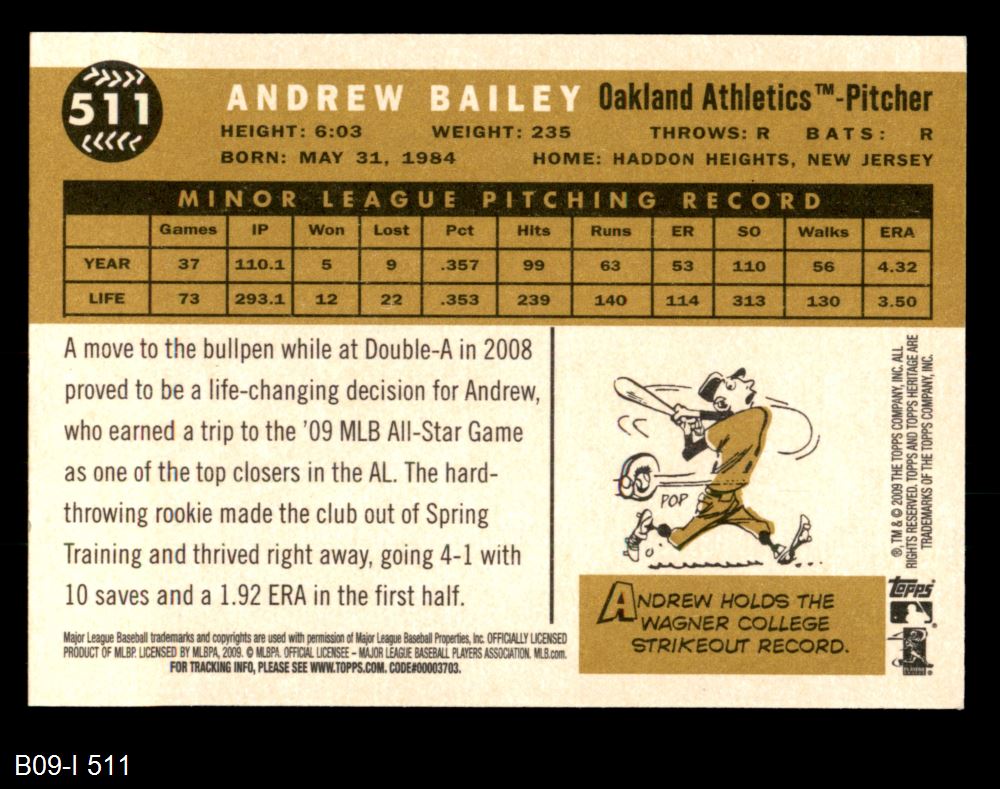 511
ANDREW BAILEY Oakland Athletics™-Pitcher
HEIGHT: 6:03 WEIGHT: 235 THROWS: R BATS: R
BORN: MAY 31, 1984 HOME: HADDON HEIGHTS, NEW JERSEY
MINOR LEAGUE PITCHING RECORD
Games IP Won Lost Pct Hits Runs ER SO Walks ERA
YEAR 37 110.1 5 9 .357 99 63 53 110 56 4.32
LIFE 73 293.1 12 22 .353 239 140 114 313 130 3.50
A move to the bullpen while at Double-A in 2008
proved to be a life-changing decision for Andrew,
who earned a trip to the ’09 MLB All-Star Game
as one of the top closers in the AL. The hard-
throwing rookie made the club out of Spring
Training and thrived right away, going 4-1 with
10 saves and a 1.92 ERA in the first half.
Major League Baseball trademarks and copyrights are used with permission of Major League Baseball Properties, Inc. OFFICIALLY LICENSED
PRODUCT OF MLBP. LICENSED BY MLBPA, 2009. © MLBPA. OFFICIAL LICENSEE – MAJOR LEAGUE BASEBALL PLAYERS ASSOCIATION. MLB.com.
FOR TRACKING INFO, PLEASE SEE WWW.TOPPS.COM. CODE#00003703.
POP
ANDREW HOLDS THE
WAGNER COLLEGE
STRIKEOUT RECORD.
®, TM & © 2009 THE TOPPS COMPANY, INC. ALL
RIGHTS RESERVED. TOPPS AND TOPPS HERITAGE ARE
TRADEMARKS OF THE TOPPS COMPANY, INC.
topps®
B09-I 511